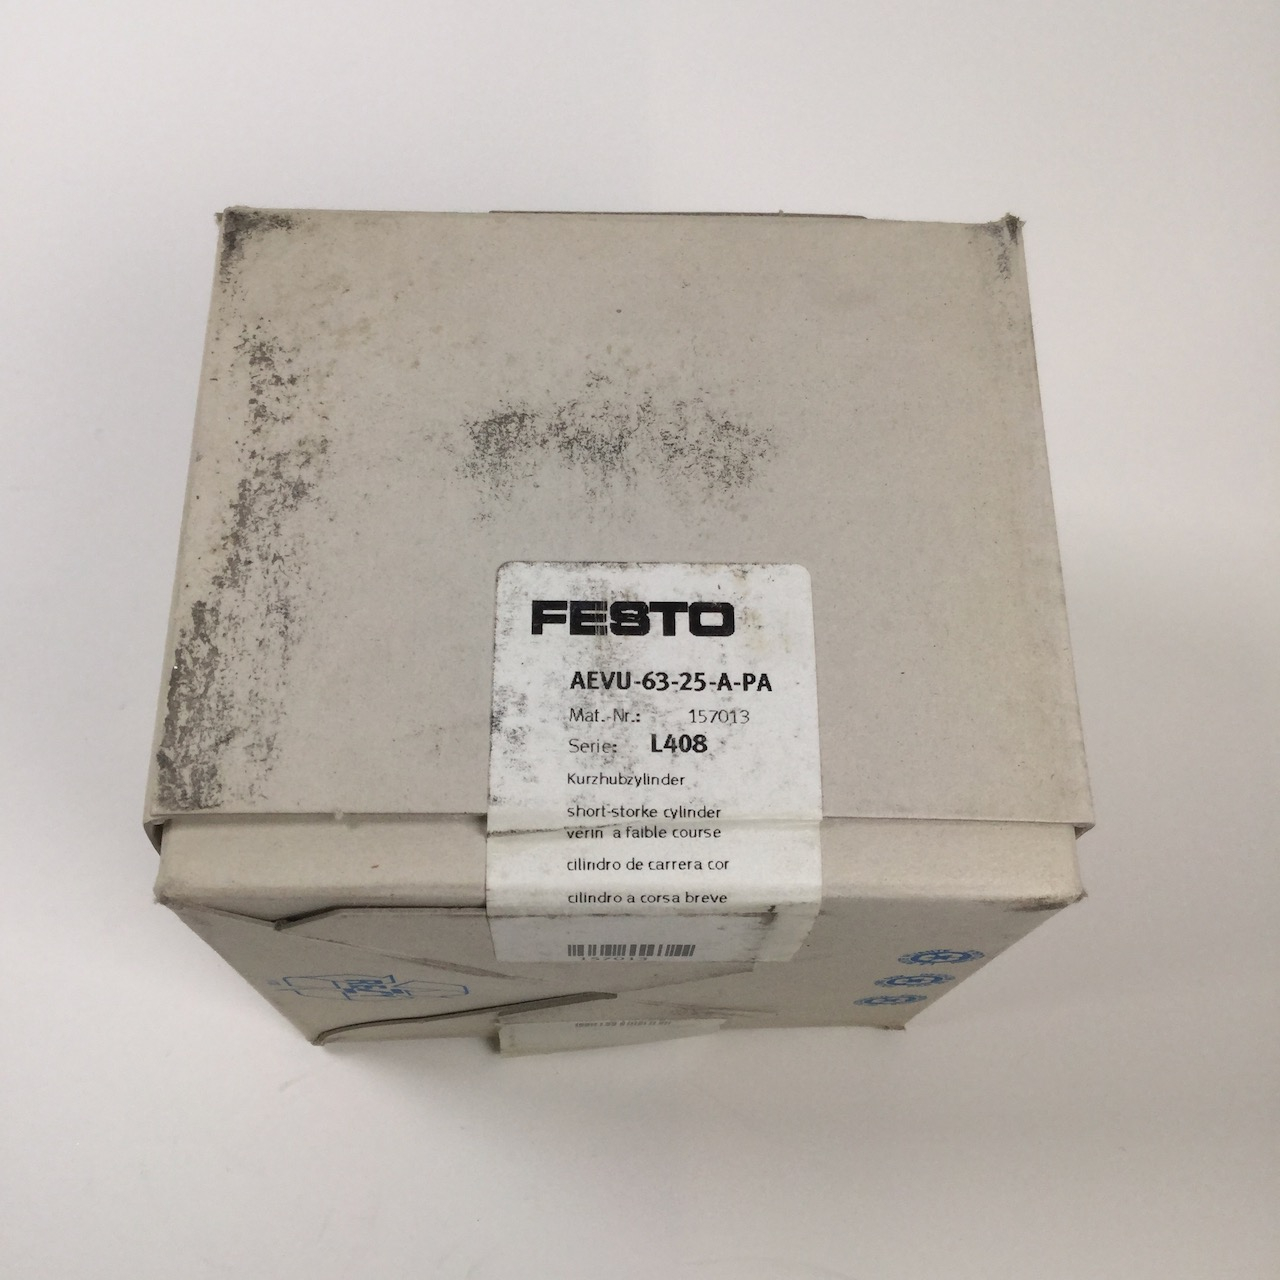 FESTO
AEVU-63-25-A-PA
Mat.-Nr.: 157013
Serie: L408
Kurzhubzylinder
short-storke cylinder
verin a faible course
cilindro de carrera cor
cilindro a corsa breve
157013